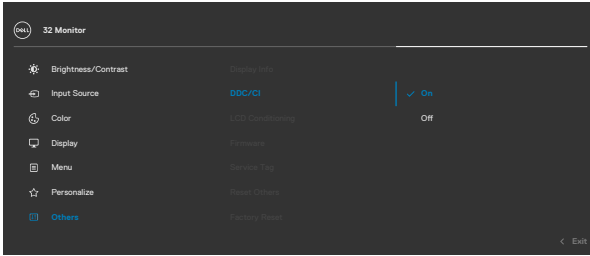 DELL
32 Monitor
Brightness/Contrast
Display Info
Input Source
DDC/CI
On
Color
LCD Conditioning
Off
Display
Firmware
Menu
Service Tag
Personalize
Reset Others
Others
Factory Reset
Exit